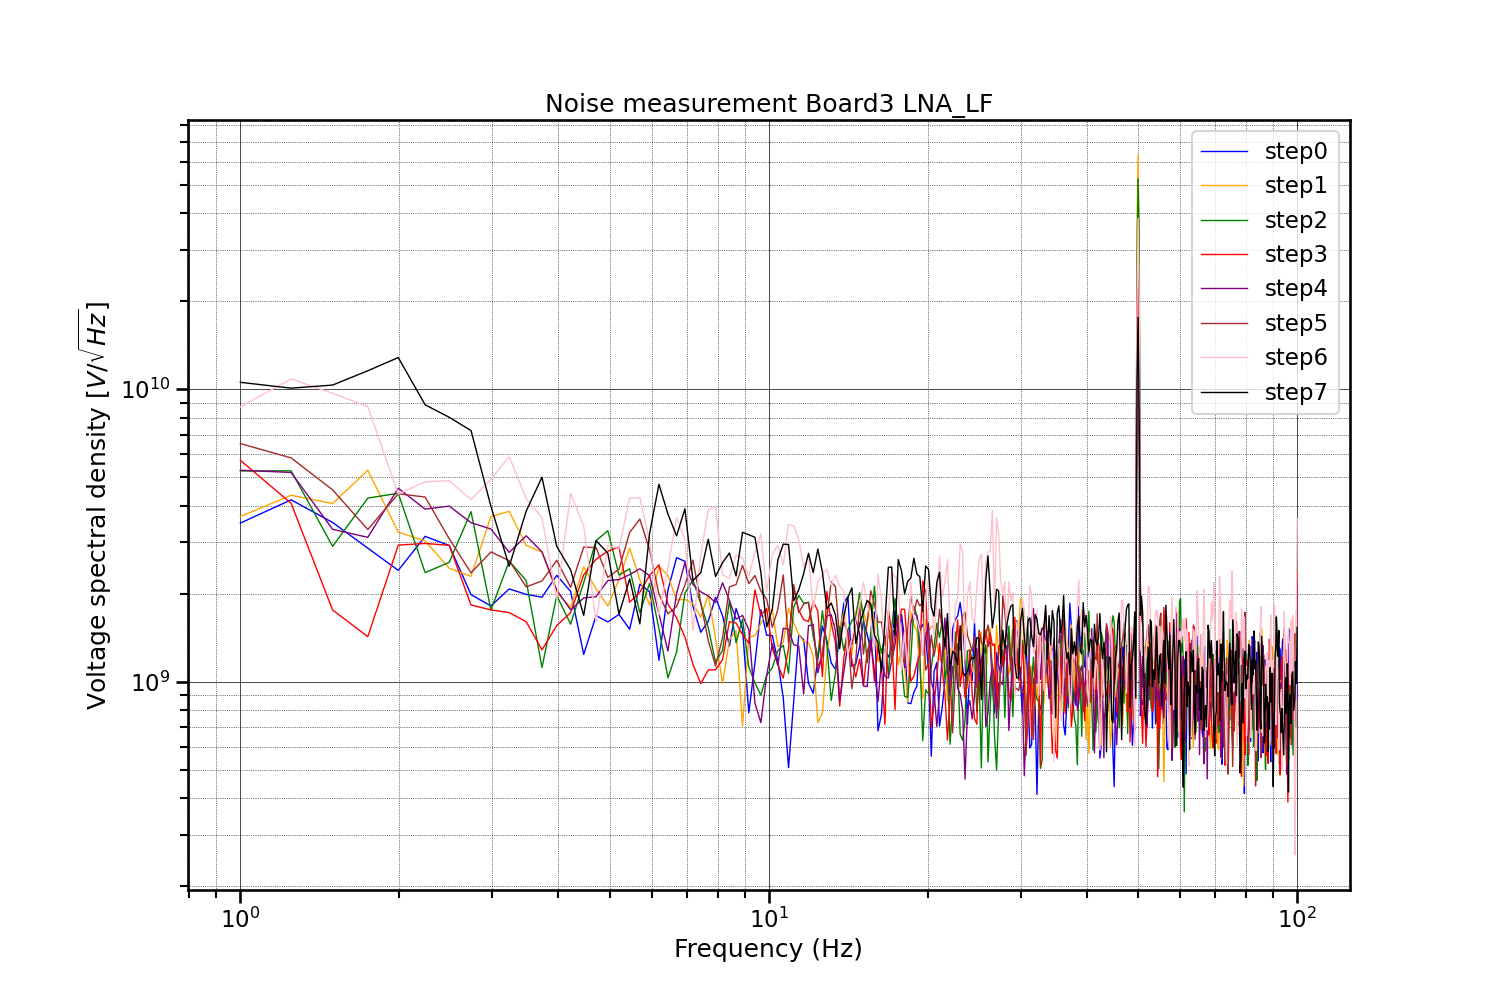 Noise measurement Board3 LNA_LF
Voltage spectral density [V/√Hz]
10¹⁰
10⁹
step0
step1
step2
step3
step4
step5
step6
step7
10⁰ 10¹ 10²
Frequency (Hz)